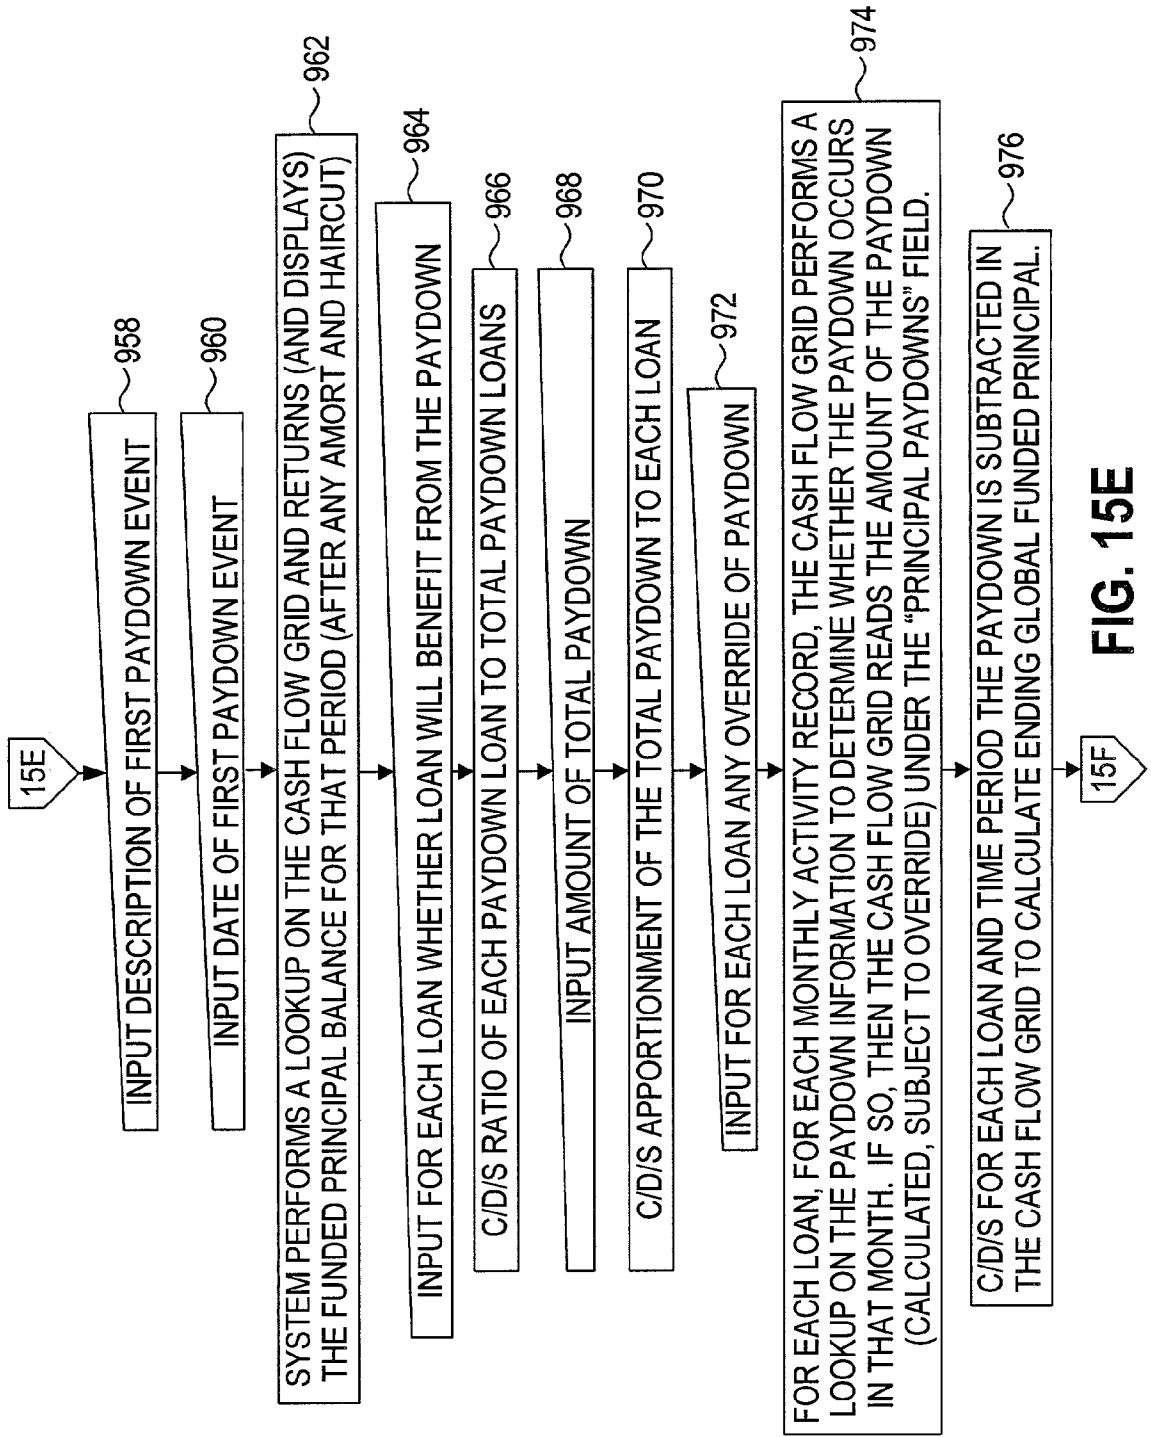 15E
INPUT DESCRIPTION OF FIRST PAYDOWN EVENT
958
INPUT DATE OF FIRST PAYDOWN EVENT
960
SYSTEM PERFORMS A LOOKUP ON THE CASH FLOW GRID AND RETURNS (AND DISPLAYS)
THE FUNDED PRINCIPAL BALANCE FOR THAT PERIOD (AFTER ANY AMORT AND HAIRCUT)
962
INPUT FOR EACH LOAN WHETHER LOAN WILL BENEFIT FROM THE PAYDOWN
964
C/D/S RATIO OF EACH PAYDOWN LOAN TO TOTAL PAYDOWN LOANS
966
INPUT AMOUNT OF TOTAL PAYDOWN
968
C/D/S APPORTIONMENT OF THE TOTAL PAYDOWN TO EACH LOAN
970
INPUT FOR EACH LOAN ANY OVERRIDE OF PAYDOWN
972
FOR EACH LOAN, FOR EACH MONTHLY ACTIVITY RECORD, THE CASH FLOW GRID PERFORMS A
LOOKUP ON THE PAYDOWN INFORMATION TO DETERMINE WHETHER THE PAYDOWN OCCURS
IN THAT MONTH. IF SO, THEN THE CASH FLOW GRID READS THE AMOUNT OF THE PAYDOWN
(CALCULATED, SUBJECT TO OVERRIDE) UNDER THE "PRINCIPAL PAYDOWNS" FIELD.
974
C/D/S FOR EACH LOAN AND TIME PERIOD THE PAYDOWN IS SUBTRACTED IN
THE CASH FLOW GRID TO CALCULATE ENDING GLOBAL FUNDED PRINCIPAL.
976
15F
FIG. 15E